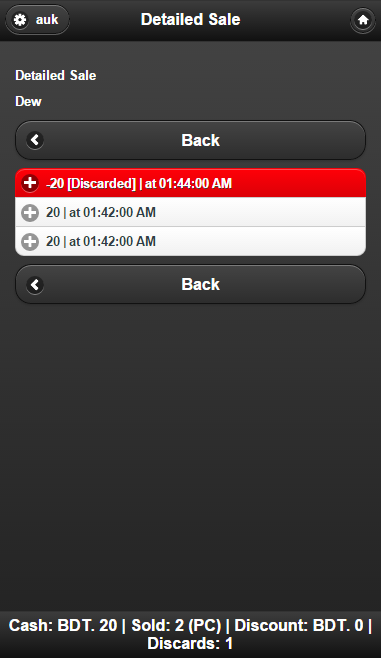 auk
Detailed Sale
Detailed Sale
Dew
Back
-20 [Discarded] | at 01:44:00 AM
20 | at 01:42:00 AM
20 | at 01:42:00 AM
Back
Cash: BDT. 20 | Sold: 2 (PC) | Discount: BDT. 0 |
Discards: 1